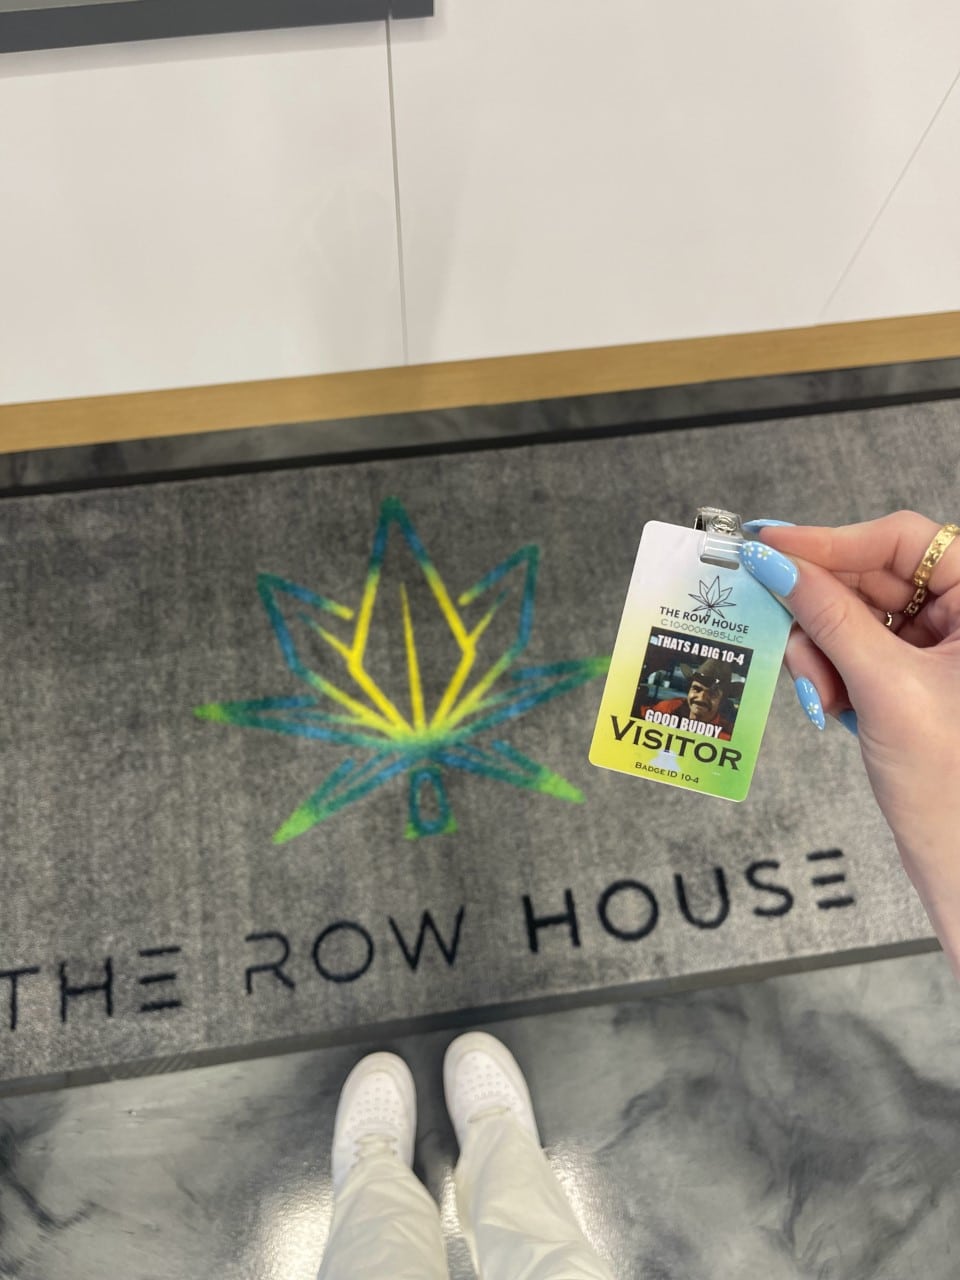 THE ROW HOUSE
C10-0000985-LIC
THATS A BIG 10-4
GOOD BUDDY
VISITOR
BADGE ID 10-4
THE ROW HOUSE